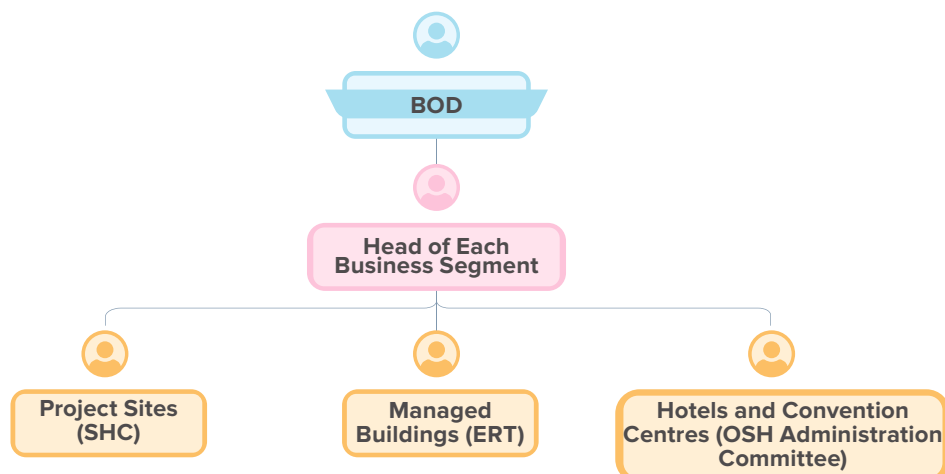 BOD
Head of Each
Business Segment
Project Sites
(SHC)
Managed
Buildings (ERT)
Hotels and Convention
Centres (OSH Administration
Committee)